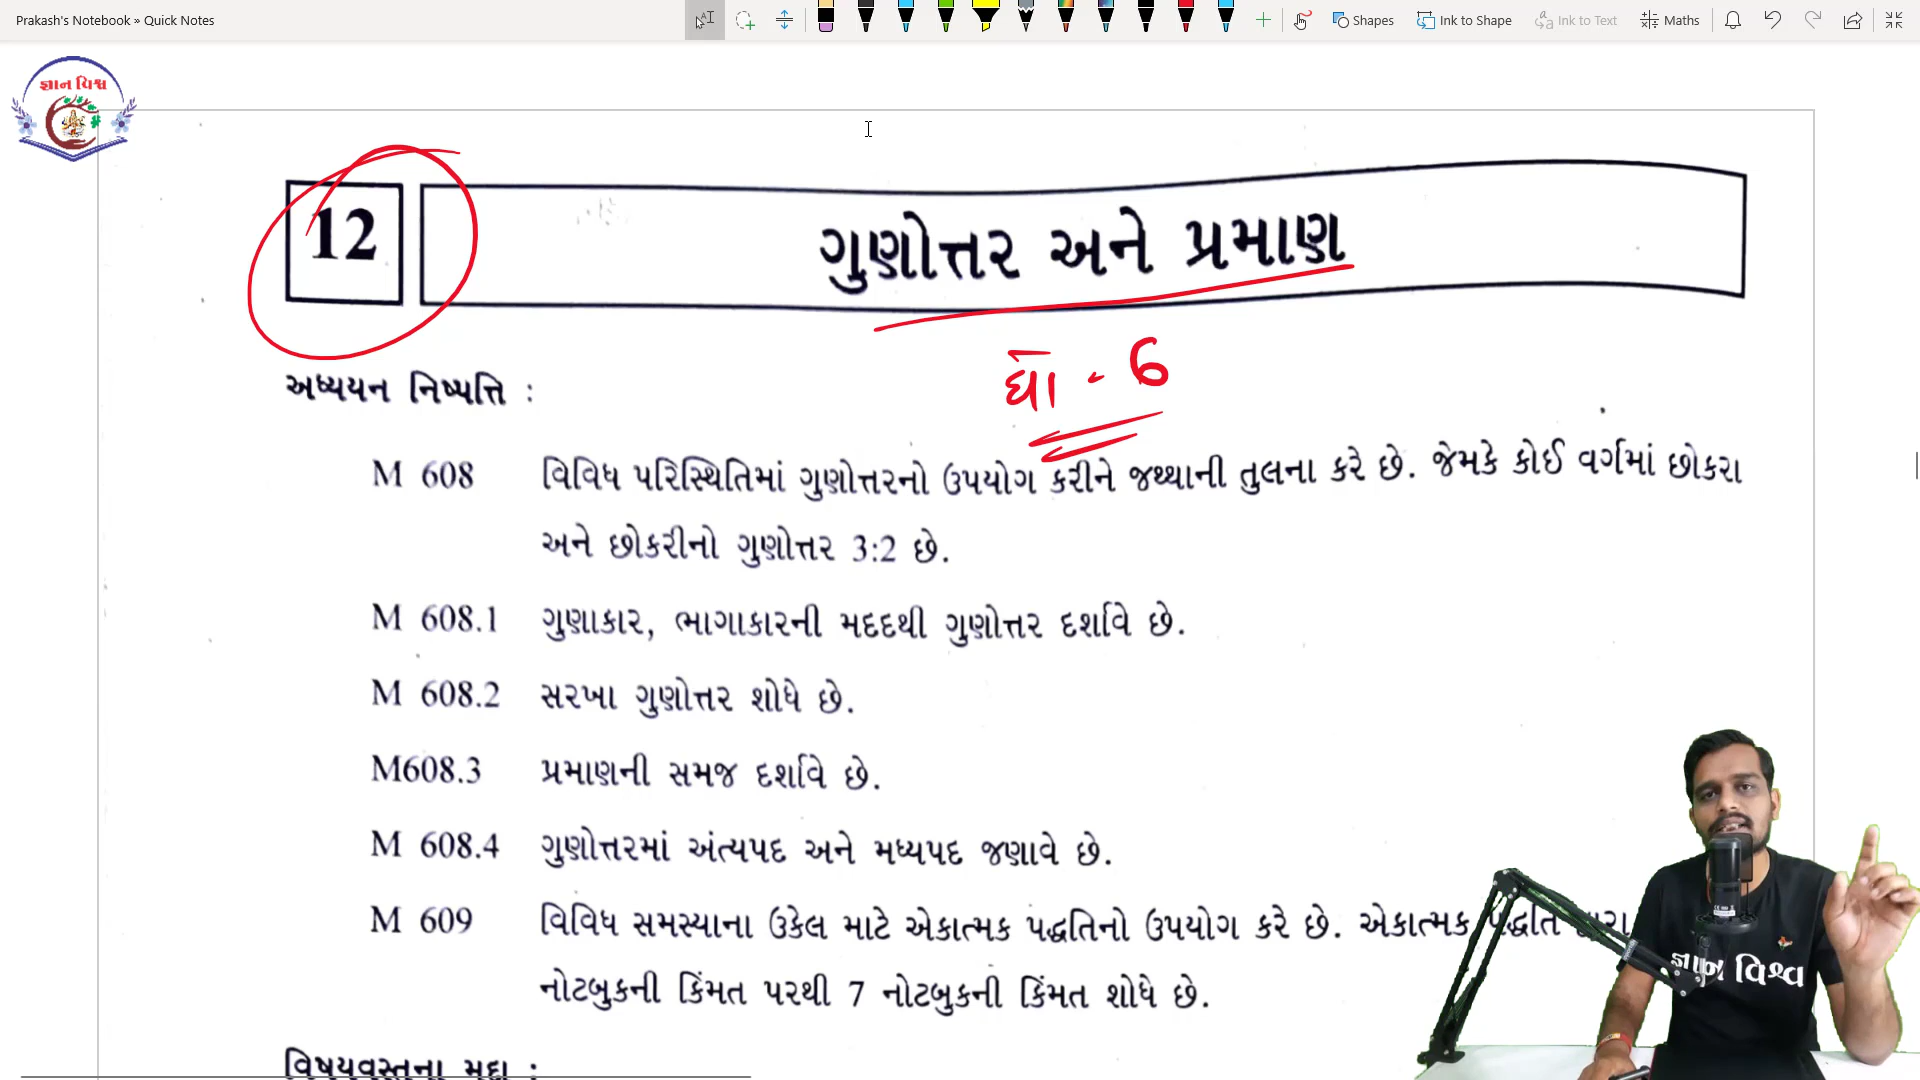 Prakash's Notebook » Quick Notes
Shapes
Ink to Shape
Ink to Text
Maths
જ્ઞાન વિશ્વ
12
ગુણોત્તર અને પ્રમાણ
ધો - 6
અધ્યયન નિષ્પત્તિ :
M 608 વિવિધ પરિસ્થિતિમાં ગુણોત્તરનો ઉપયોગ કરીને જથ્થાની તુલના કરે છે. જેમકે કોઈ વર્ગમાં છોકરા
અને છોકરીનો ગુણોત્તર 3:2 છે.
M 608.1 ગુણાકાર, ભાગાકારની મદદથી ગુણોત્તર દર્શાવે છે.
M 608.2 સરખા ગુણોત્તર શોધે છે.
M608.3 પ્રમાણની સમજ દર્શાવે છે.
M 608.4 ગુણોત્તરમાં અંત્યપદ અને મધ્યપદ જણાવે છે.
M 609 વિવિધ સમસ્યાના ઉકેલ માટે એકાત્મક પદ્ધતિનો ઉપયોગ કરે છે. એકાત્મક પદ્ધતિ
નોટબુકની કિંમત પરથી 7 નોટબુકની કિંમત શોધે છે.
વિષયવસ્તુના મુદ્દા :
જ્ઞાન વિશ્વ